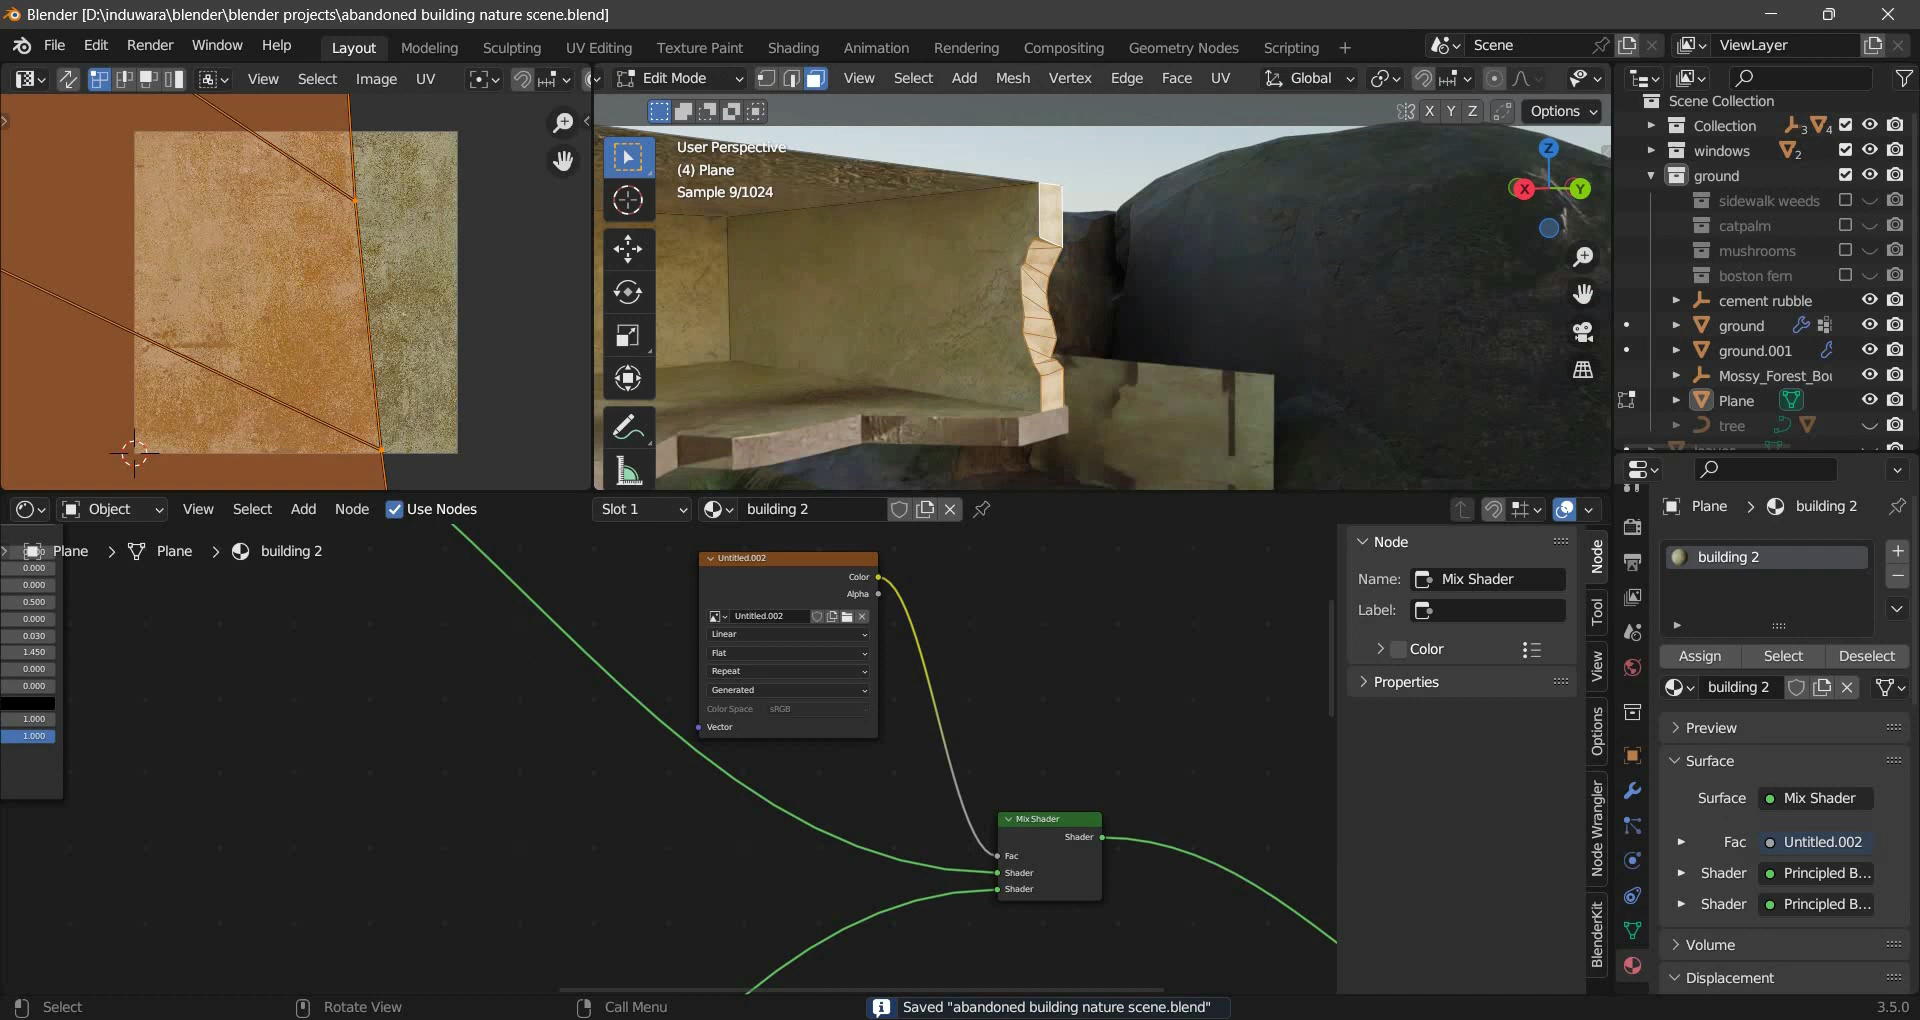 Blender [D:\induwara\blender\blender projects\abandoned building nature scene.blend]
File Edit Render Window Help Layout Modeling Sculpting UV Editing Texture Paint Shading Animation Rendering Compositing Geometry Nodes Scripting + Scene ViewLayer
View Select Image UV Edit Mode View Select Add Mesh Vertex Edge Face UV Global
X Y Z Options
User Perspective
(4) Plane
Sample 9/1024
Z
X Y
Scene Collection
Collection 3 4
windows 2
ground
sidewalk weeds
catpalm
mushrooms
boston fern
cement rubble
ground
ground.001
Mossy_Forest_Bou
Plane
tree
Object View Select Add Node Use Nodes Slot 1 building 2
Plane > Plane > building 2
0.000
0.000
0.500
0.000
0.030
1.450
0.000
0.000
1.000
1.000
Untitled.002
Color
Alpha
Untitled.002
Linear
Flat
Repeat
Generated
Color Space sRGB
Vector
Mix Shader
Shader
Fac
Shader
Shader
Node
Name: Mix Shader
Label:
Color
Properties
Node
Tool
View
Options
Node Wrangler
BlenderKit
Plane > building 2
building 2
Assign Select Deselect
building 2
Preview
Surface
Surface Mix Shader
Fac Untitled.002
Shader Principled B...
Shader Principled B...
Volume
Displacement
Select Rotate View Call Menu Saved "abandoned building nature scene.blend" 3.5.0